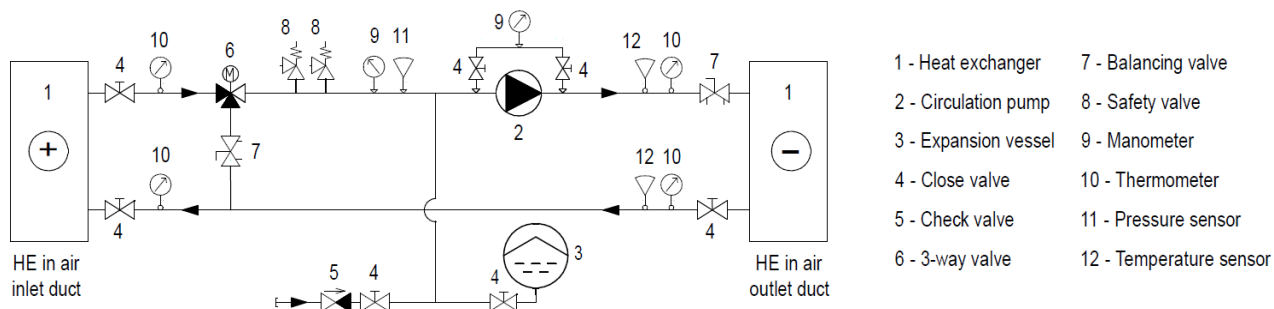 10 6 8 8 9 11 9 12 10 7
4 4 4
1 M 1
2
+ 7 −
10 12 10
4 4
3
HE in air HE in air
inlet duct outlet duct
5 4 4
1 - Heat exchanger
2 - Circulation pump
3 - Expansion vessel
4 - Close valve
5 - Check valve
6 - 3-way valve
7 - Balancing valve
8 - Safety valve
9 - Manometer
10 - Thermometer
11 - Pressure sensor
12 - Temperature sensor